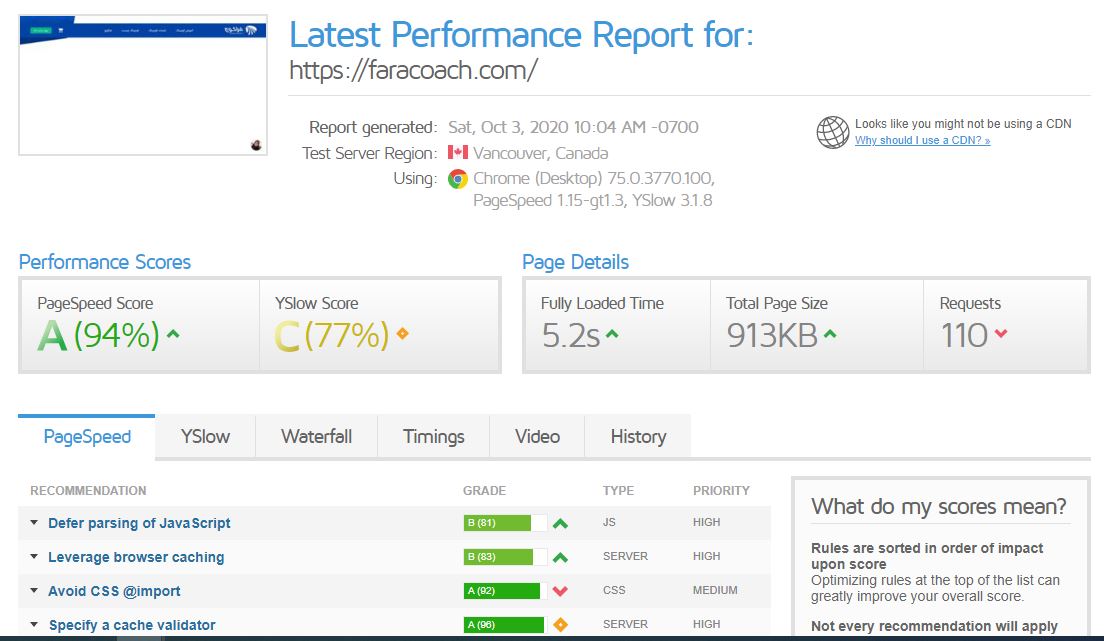 Latest Performance Report for:
https://faracoach.com/
Report generated: Sat, Oct 3, 2020 10:04 AM -0700
Test Server Region: Vancouver, Canada
Using: Chrome (Desktop) 75.0.3770.100,
PageSpeed 1.15-gt1.3, YSlow 3.1.8
Looks like you might not be using a CDN
Why should I use a CDN? »
Performance Scores
PageSpeed Score
A (94%)
YSlow Score
C (77%)
Page Details
Fully Loaded Time
5.2s
Total Page Size
913KB
Requests
110
PageSpeed YSlow Waterfall Timings Video History
RECOMMENDATION GRADE TYPE PRIORITY
Defer parsing of JavaScript B (81) JS HIGH
Leverage browser caching B (83) SERVER HIGH
Avoid CSS @import A (92) CSS MEDIUM
Specify a cache validator A (96) SERVER HIGH
What do my scores mean?
Rules are sorted in order of impact
upon score
Optimizing rules at the top of the list can
greatly improve your overall score.
Not every recommendation will apply